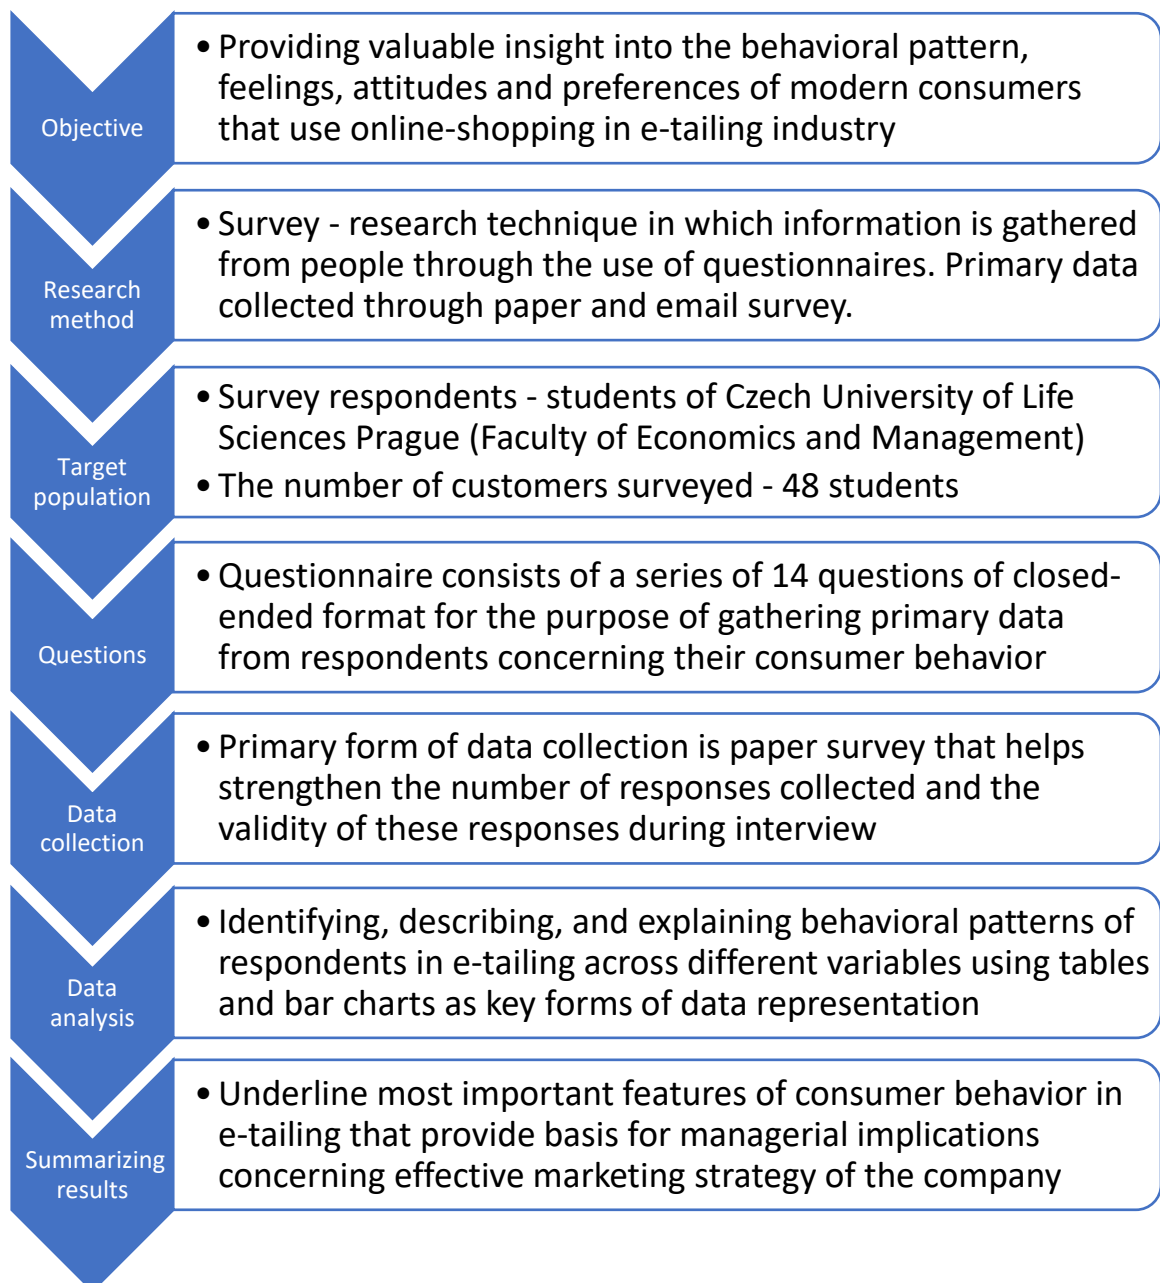 Objective
• Providing valuable insight into the behavioral pattern,
feelings, attitudes and preferences of modern consumers
that use online-shopping in e-tailing industry
Research
method
• Survey - research technique in which information is gathered
from people through the use of questionnaires. Primary data
collected through paper and email survey.
Target
population
• Survey respondents - students of Czech University of Life
Sciences Prague (Faculty of Economics and Management)
• The number of customers surveyed - 48 students
Questions
• Questionnaire consists of a series of 14 questions of closed-
ended format for the purpose of gathering primary data
from respondents concerning their consumer behavior
Data
collection
• Primary form of data collection is paper survey that helps
strengthen the number of responses collected and the
validity of these responses during interview
Data
analysis
• Identifying, describing, and explaining behavioral patterns of
respondents in e-tailing across different variables using tables
and bar charts as key forms of data representation
Summarizing
results
• Underline most important features of consumer behavior in
e-tailing that provide basis for managerial implications
concerning effective marketing strategy of the company